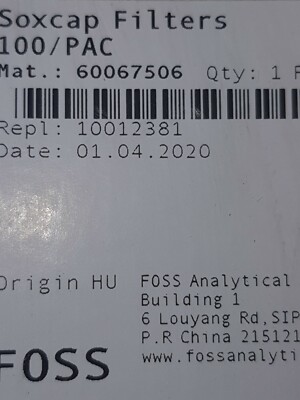 Soxcap Filters
100/PAC
Mat.: 60067506 Qty: 1 P
Repl: 10012381
Date: 01.04.2020
Origin HU
FOSS Analytical
Building 1
6 Louyang Rd,SIP
P.R China 215121
www.fossanalyti
FOSS